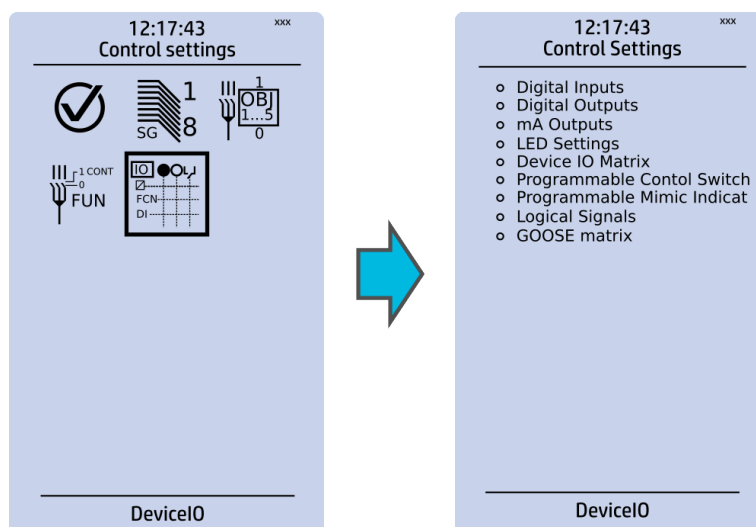 12:17:43
xxx
Control settings
1
SG 8
1
OBJ
1...5
0
1 CONT
0
FUN
IO
FCN
DI
DeviceIO
12:17:43
xxx
Control Settings
Digital Inputs
Digital Outputs
mA Outputs
LED Settings
Device IO Matrix
Programmable Contol Switch
Programmable Mimic Indicat
Logical Signals
GOOSE matrix
DeviceIO